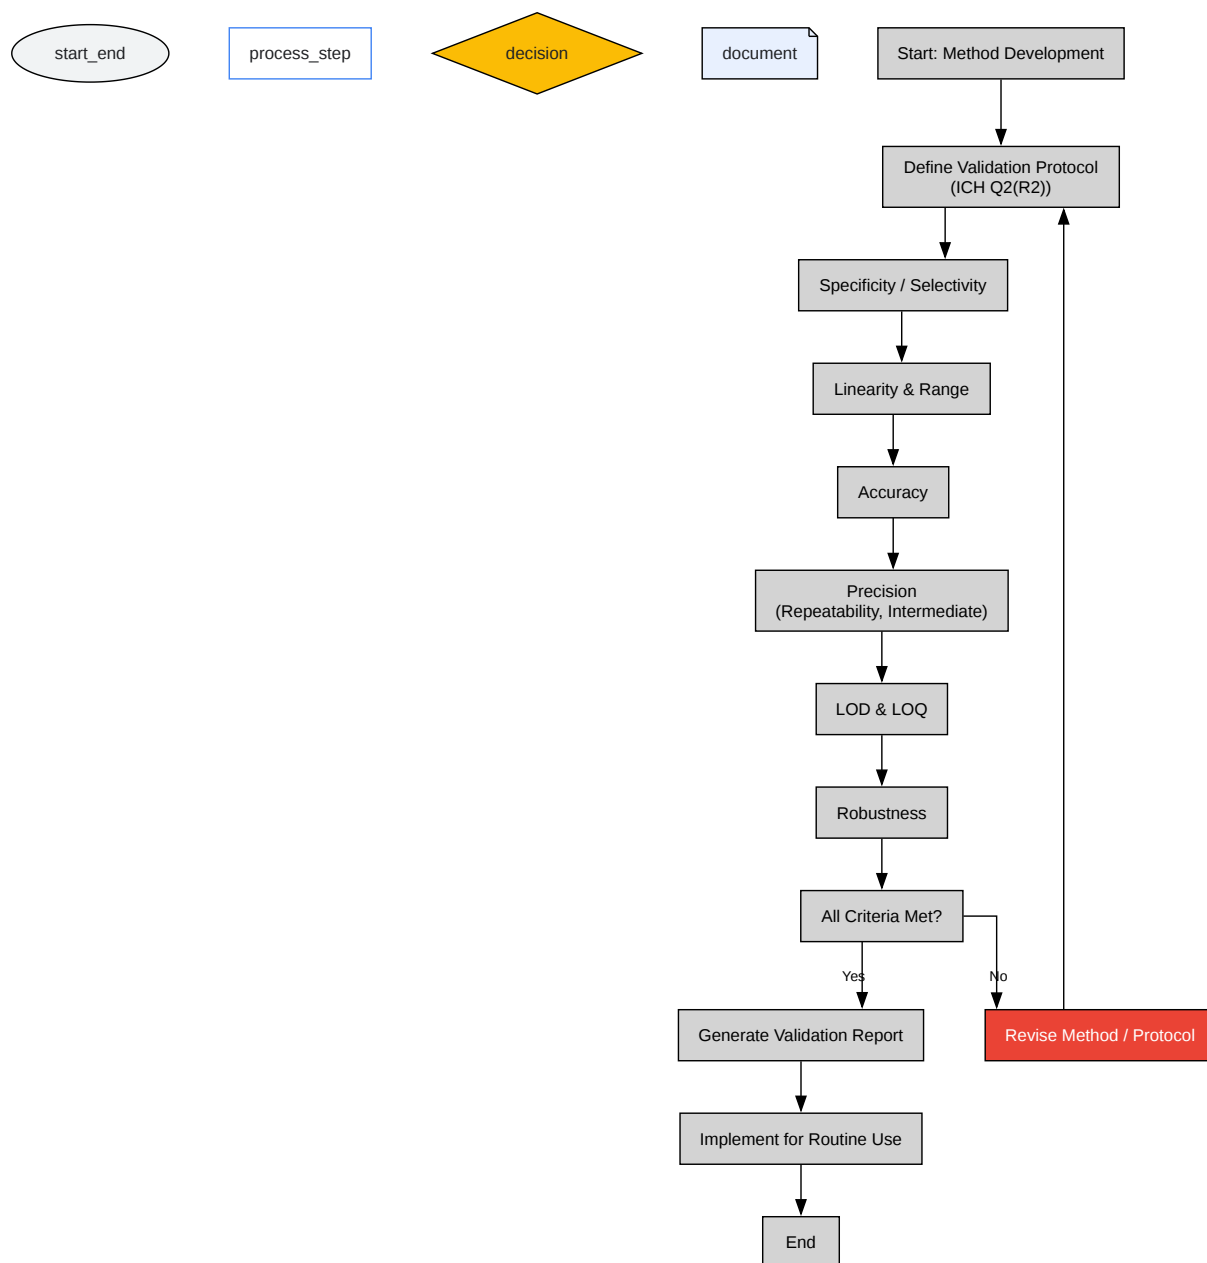 start_end
process_step
decision
document
Start: Method Development
Define Validation Protocol
(ICH Q2(R2))
Specificity / Selectivity
Linearity & Range
Accuracy
Precision
(Repeatability, Intermediate)
LOD & LOQ
Robustness
All Criteria Met?
Yes
No
Generate Validation Report
Revise Method / Protocol
Implement for Routine Use
End